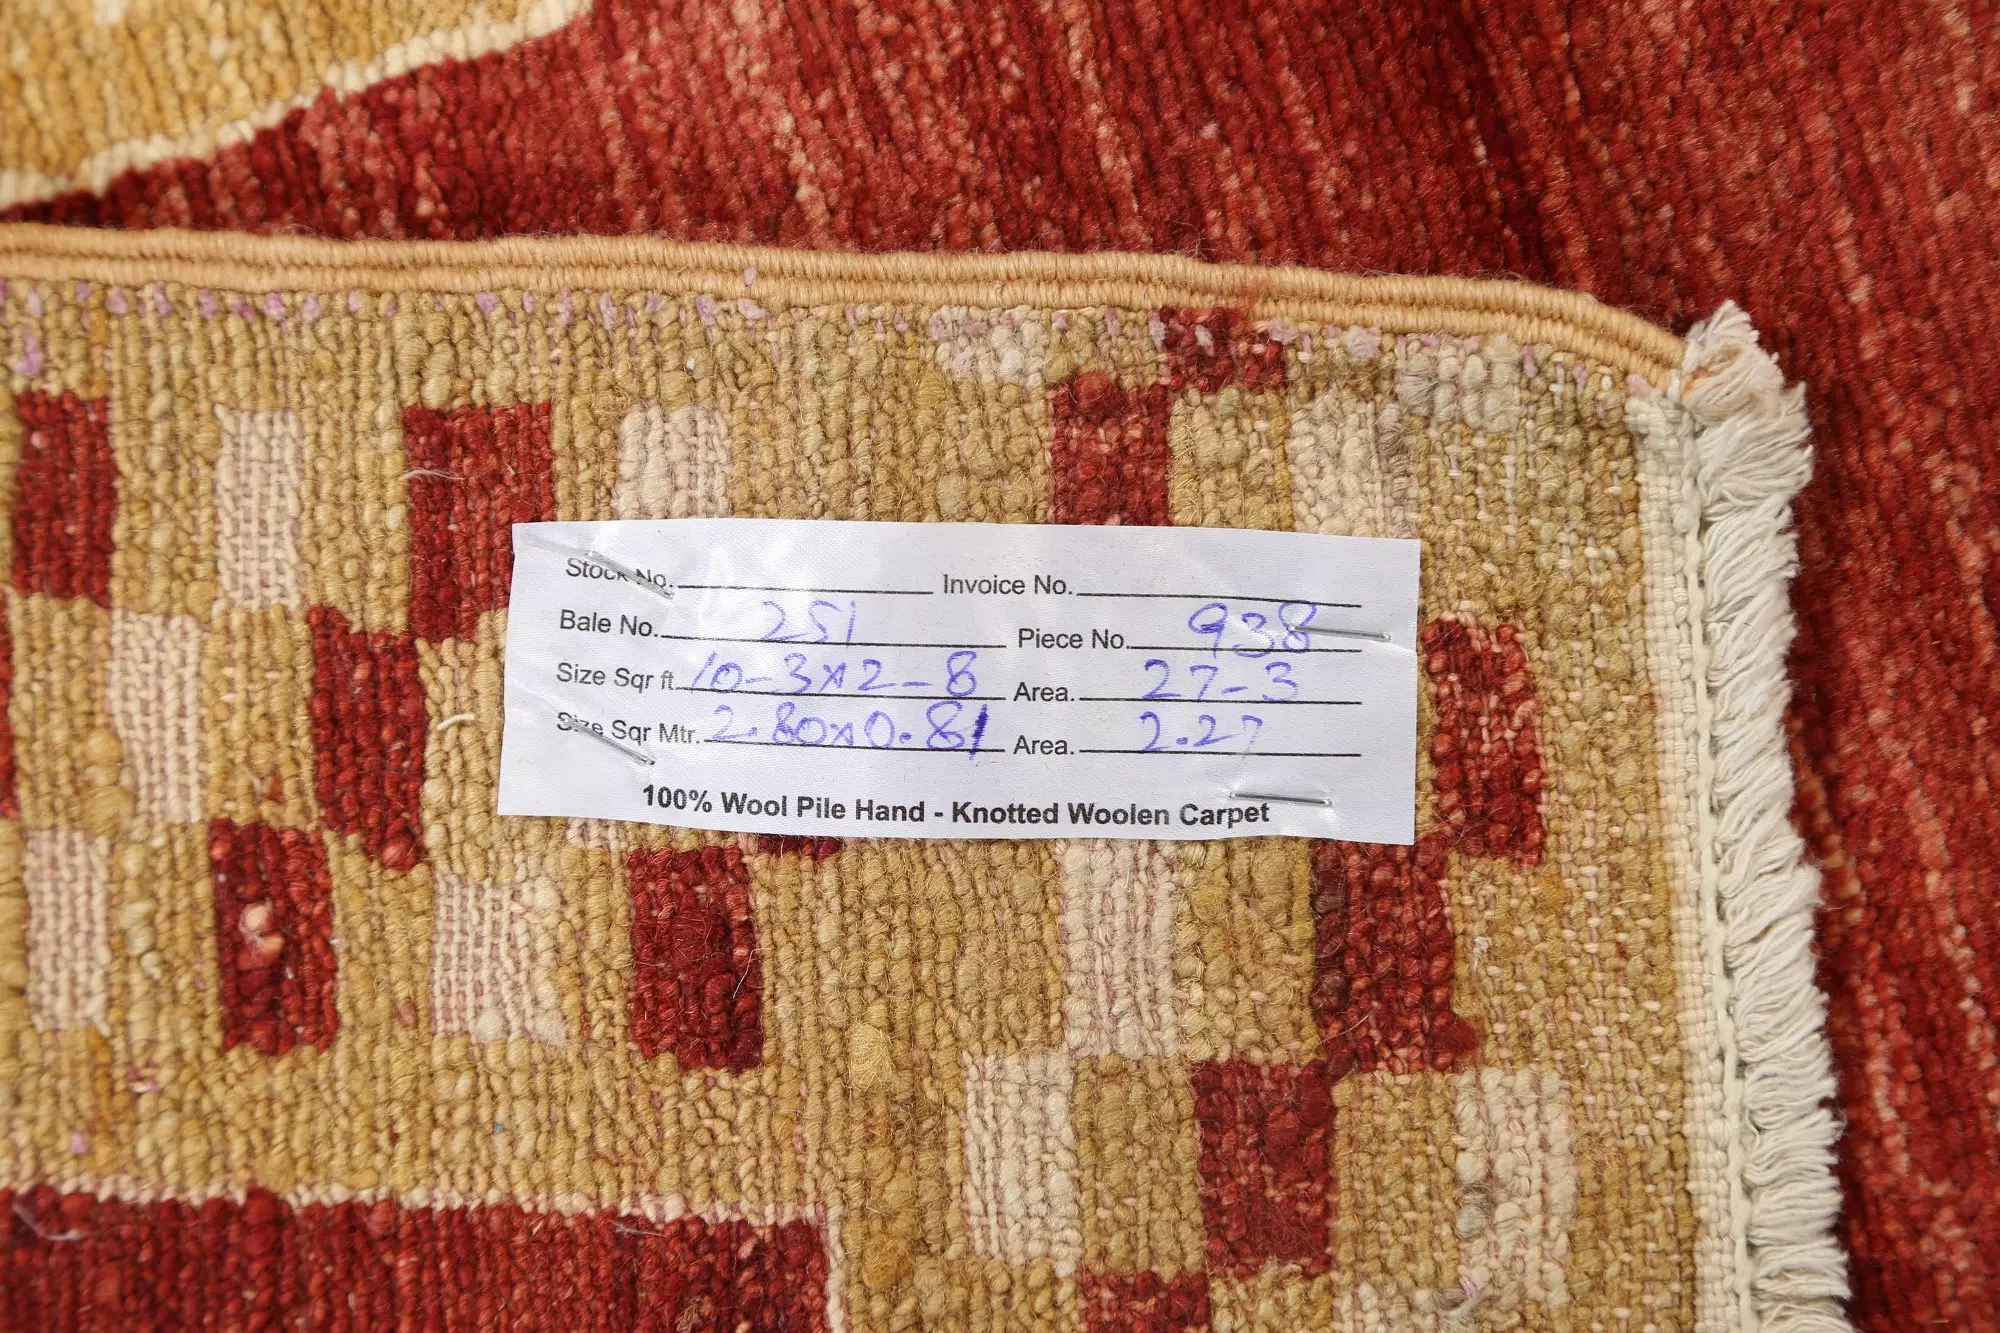 Stock No. Invoice No.
Bale No. 251 Piece No. 938
Size Sqr ft. 10-3x2-8 Area. 27-3
Size Sqr Mtr. 2.80x0.81 Area. 2.27
100% Wool Pile Hand - Knotted Woolen Carpet